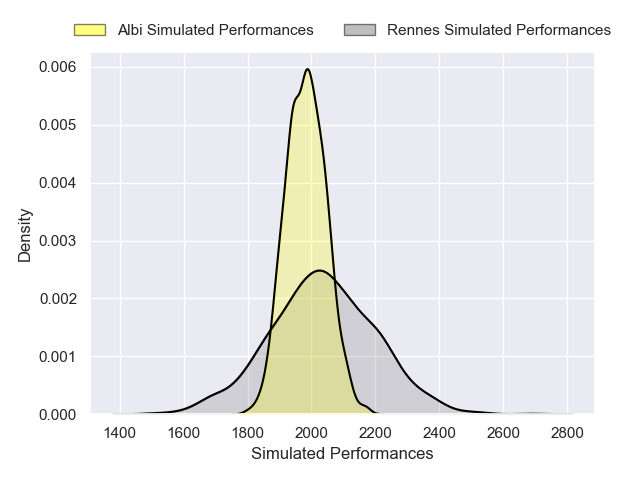 Albi Simulated Performances Rennes Simulated Performances
0.006
0.005
0.004
0.003
0.002
0.001
0.000
Density
1400 1600 1800 2000 2200 2400 2600 2800
Simulated Performances